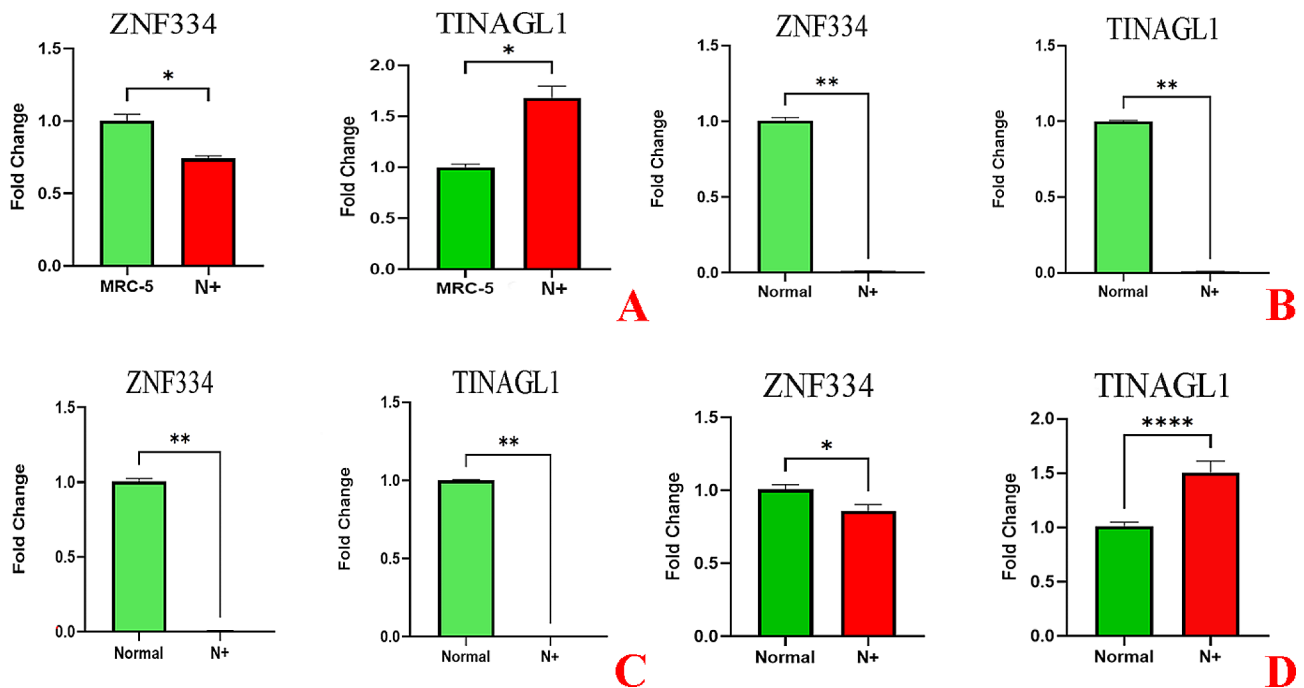 ZNF334
Fold Change
1.5
1.0
0.5
0.0
*
MRC-5
N+
TINAGL1
Fold Change
2.0
1.5
1.0
0.5
0.0
*
MRC-5
N+
A
ZNF334
Fold Change
1.5
1.0
0.5
0.0
**
Normal
N+
TINAGL1
Fold Change
1.5
1.0
0.5
0.0
**
Normal
N+
B
ZNF334
Fold Change
1.5
1.0
0.5
0.0
**
Normal
N+
TINAGL1
Fold Change
1.5
1.0
0.5
0.0
**
Normal
N+
C
ZNF334
Fold Change
1.5
1.0
0.5
0.0
*
Normal
N+
TINAGL1
Fold Change
2.0
1.5
1.0
0.5
0.0
****
Normal
N+
D